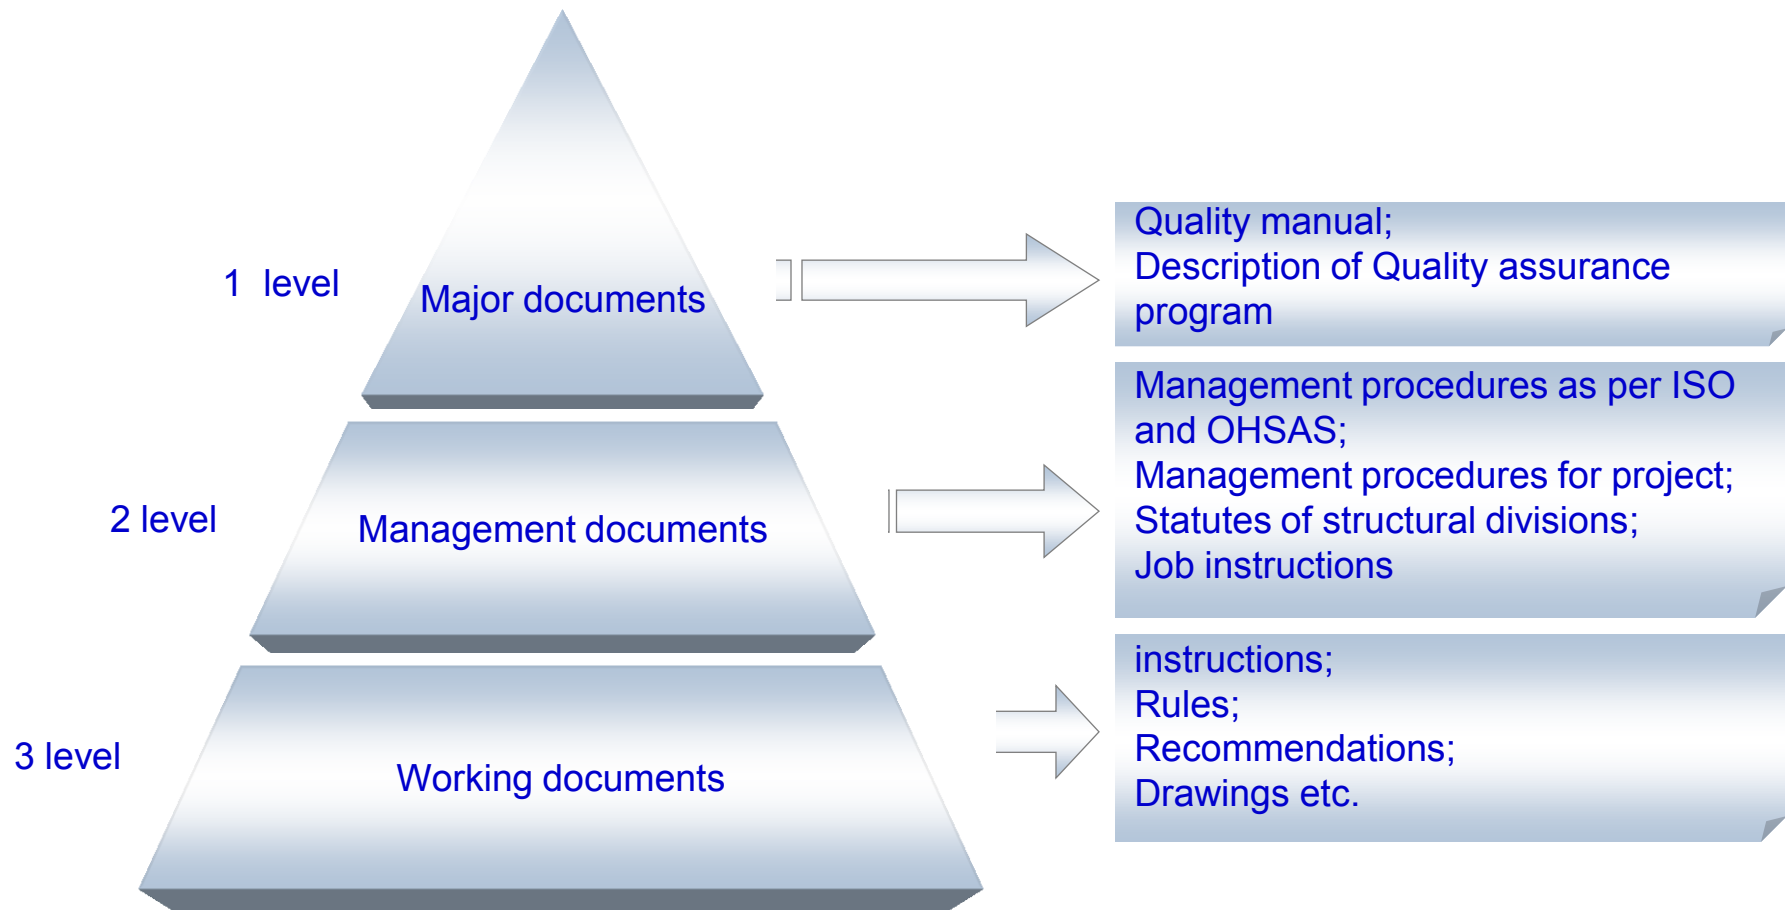 1 level
Major documents
Quality manual;
Description of Quality assurance
program
2 level
Management documents
Management procedures as per ISO
and OHSAS;
Management procedures for project;
Statutes of structural divisions;
Job instructions
3 level
Working documents
instructions;
Rules;
Recommendations;
Drawings etc.